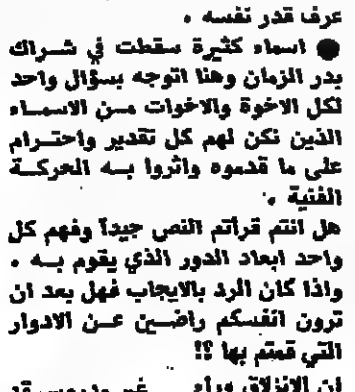 عرف قدر نفسه .
● اسماء كثيرة سقطت في شراك
بدر الزمان وهنا اتوجه بسؤال واحد
لكل الاخوة والاخوات من الاسماء
الذين نكن لهم كل تقدير واحترام
على ما قدموه واثروا به الحركة
الفنية .
هل انتم قرأتم النص جيداً وفهم كل
واحد ابعاد الدور الذي يقوم به .
واذا كان الرد بالايجاب فهل بعد ان
ترون انفسكم راضين عن الادوار
التي قمتم بها ؟!
ان الانزلاق وراء